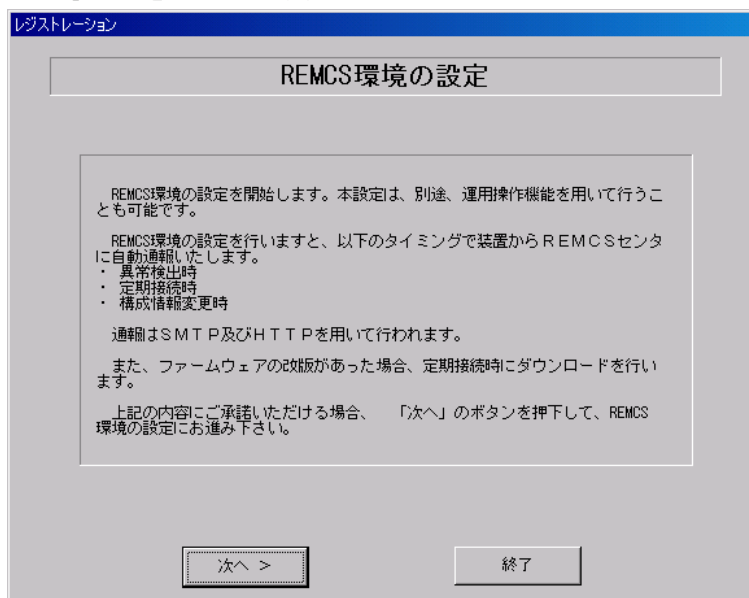 レジストレーション
REMCS環境の設定
REMCS環境の設定を開始します。本設定は、別途、運用操作機能を用いて行うこ
とも可能です。
REMCS環境の設定を行いますと、以下のタイミングで装置からＲＥＭＣＳセンタ
に自動通報いたします。
・ 異常検出時
・ 定期接続時
・ 構成情報変更時
通報はＳＭＴＰ及びＨＴＴＰを用いて行われます。
また、ファームウェアの改版があった場合、定期接続時にダウンロードを行い
ます。
上記の内容にご承諾いただける場合、　「次へ」のボタンを押下して、REMCS
環境の設定にお進み下さい。
次へ ＞
終了